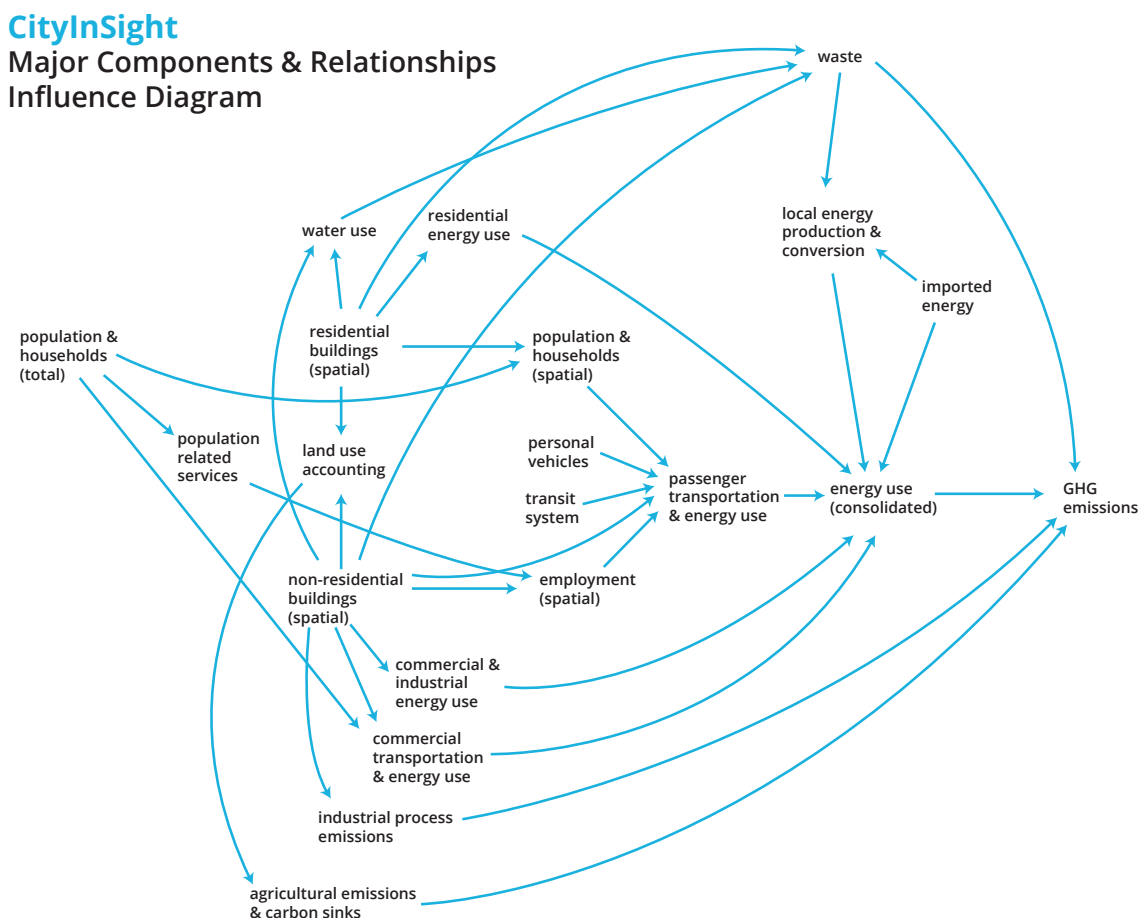 CityInSight
Major Components & Relationships
Influence Diagram
waste
water use
residential
energy use
local energy
production &
conversion
imported
energy
population &
households
(total)
residential
buildings
(spatial)
population &
households
(spatial)
population
related
services
land use
accounting
personal
vehicles
transit
system
passenger
transportation
& energy use
energy use
(consolidated)
GHG
emissions
non-residential
buildings
(spatial)
employment
(spatial)
commercial &
industrial
energy use
commercial
transportation
& energy use
industrial process
emissions
agricultural emissions
& carbon sinks